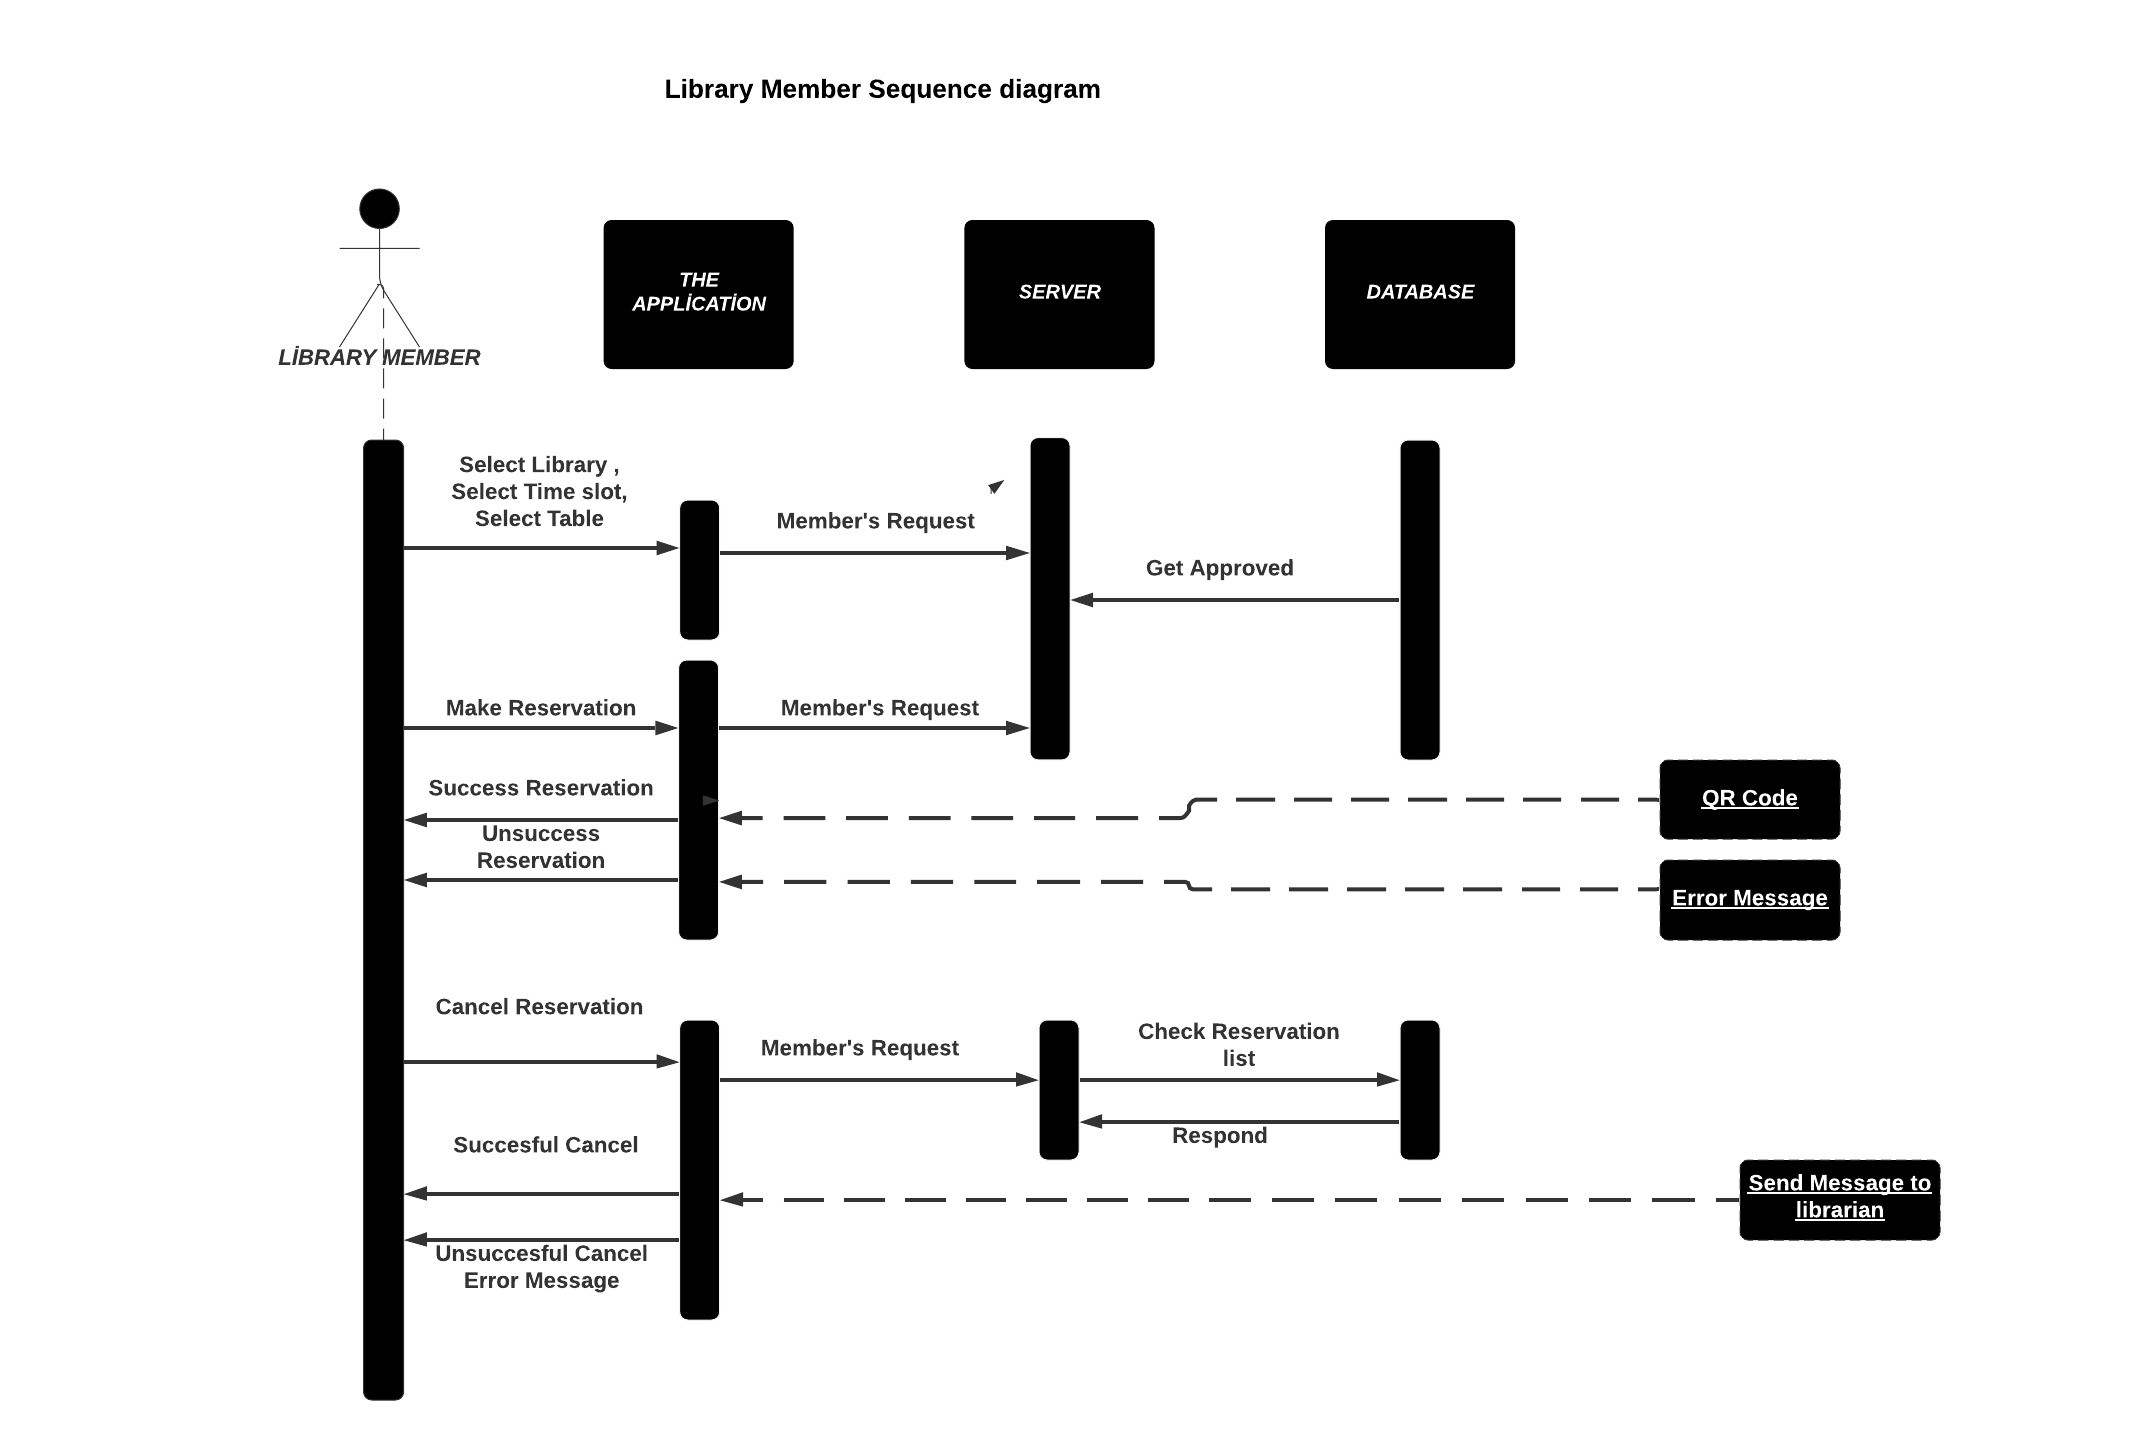 Library Member Sequence diagram
THE
APPLİCATİON
SERVER
DATABASE
LİBRARY MEMBER
Select Library ,
Select Time slot,
Select Table
Member's Request
Get Approved
Make Reservation
Member's Request
Success Reservation
QR Code
Unsuccess
Reservation
Error Message
Cancel Reservation
Member's Request
Check Reservation
list
Respond
Succesful Cancel
Send Message to
librarian
Unsuccesful Cancel
Error Message